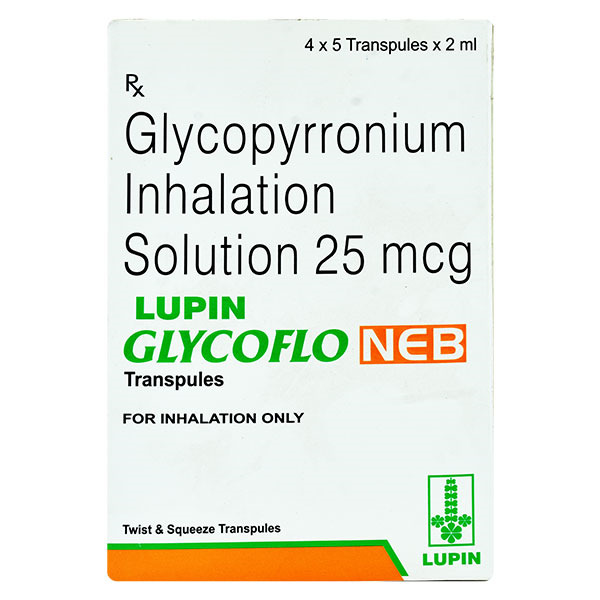 4 x 5 Transpules x 2 ml
Rx
Glycopyrronium
Inhalation
Solution 25 mcg
LUPIN
GLYCOFLO NEB
Transpules
FOR INHALATION ONLY
Twist & Squeeze Transpules
LUPIN